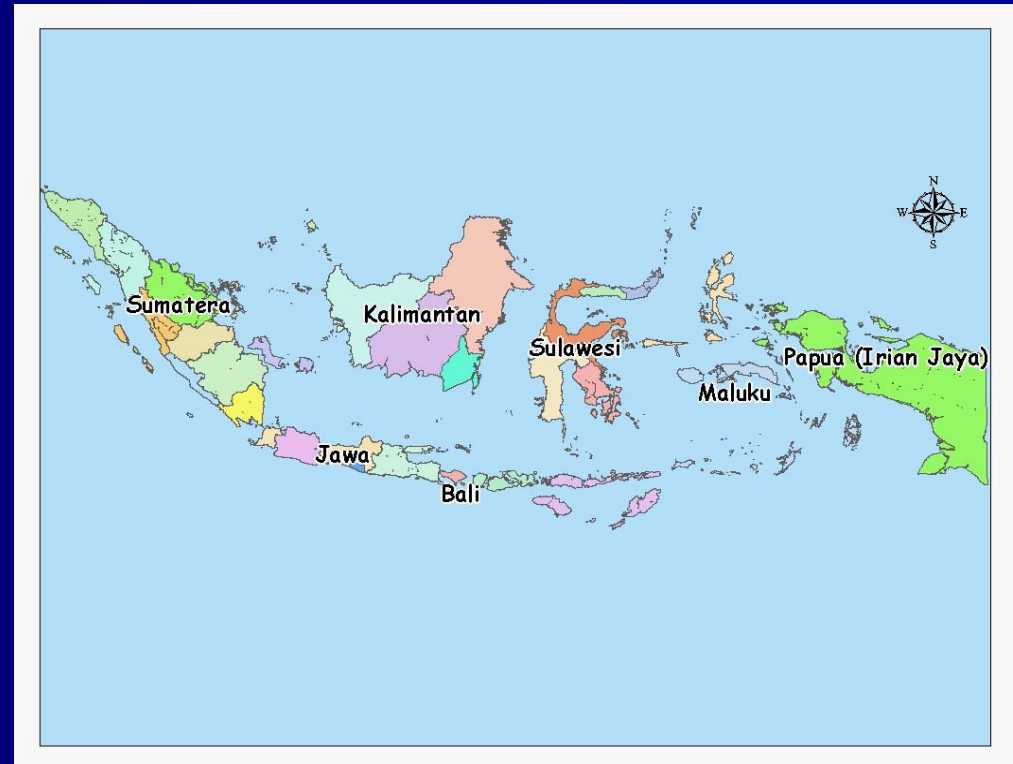 N
W E
S
Sumatera
Kalimantan
Sulawesi
Papua (Irian Jaya)
Maluku
Jawa
Bali